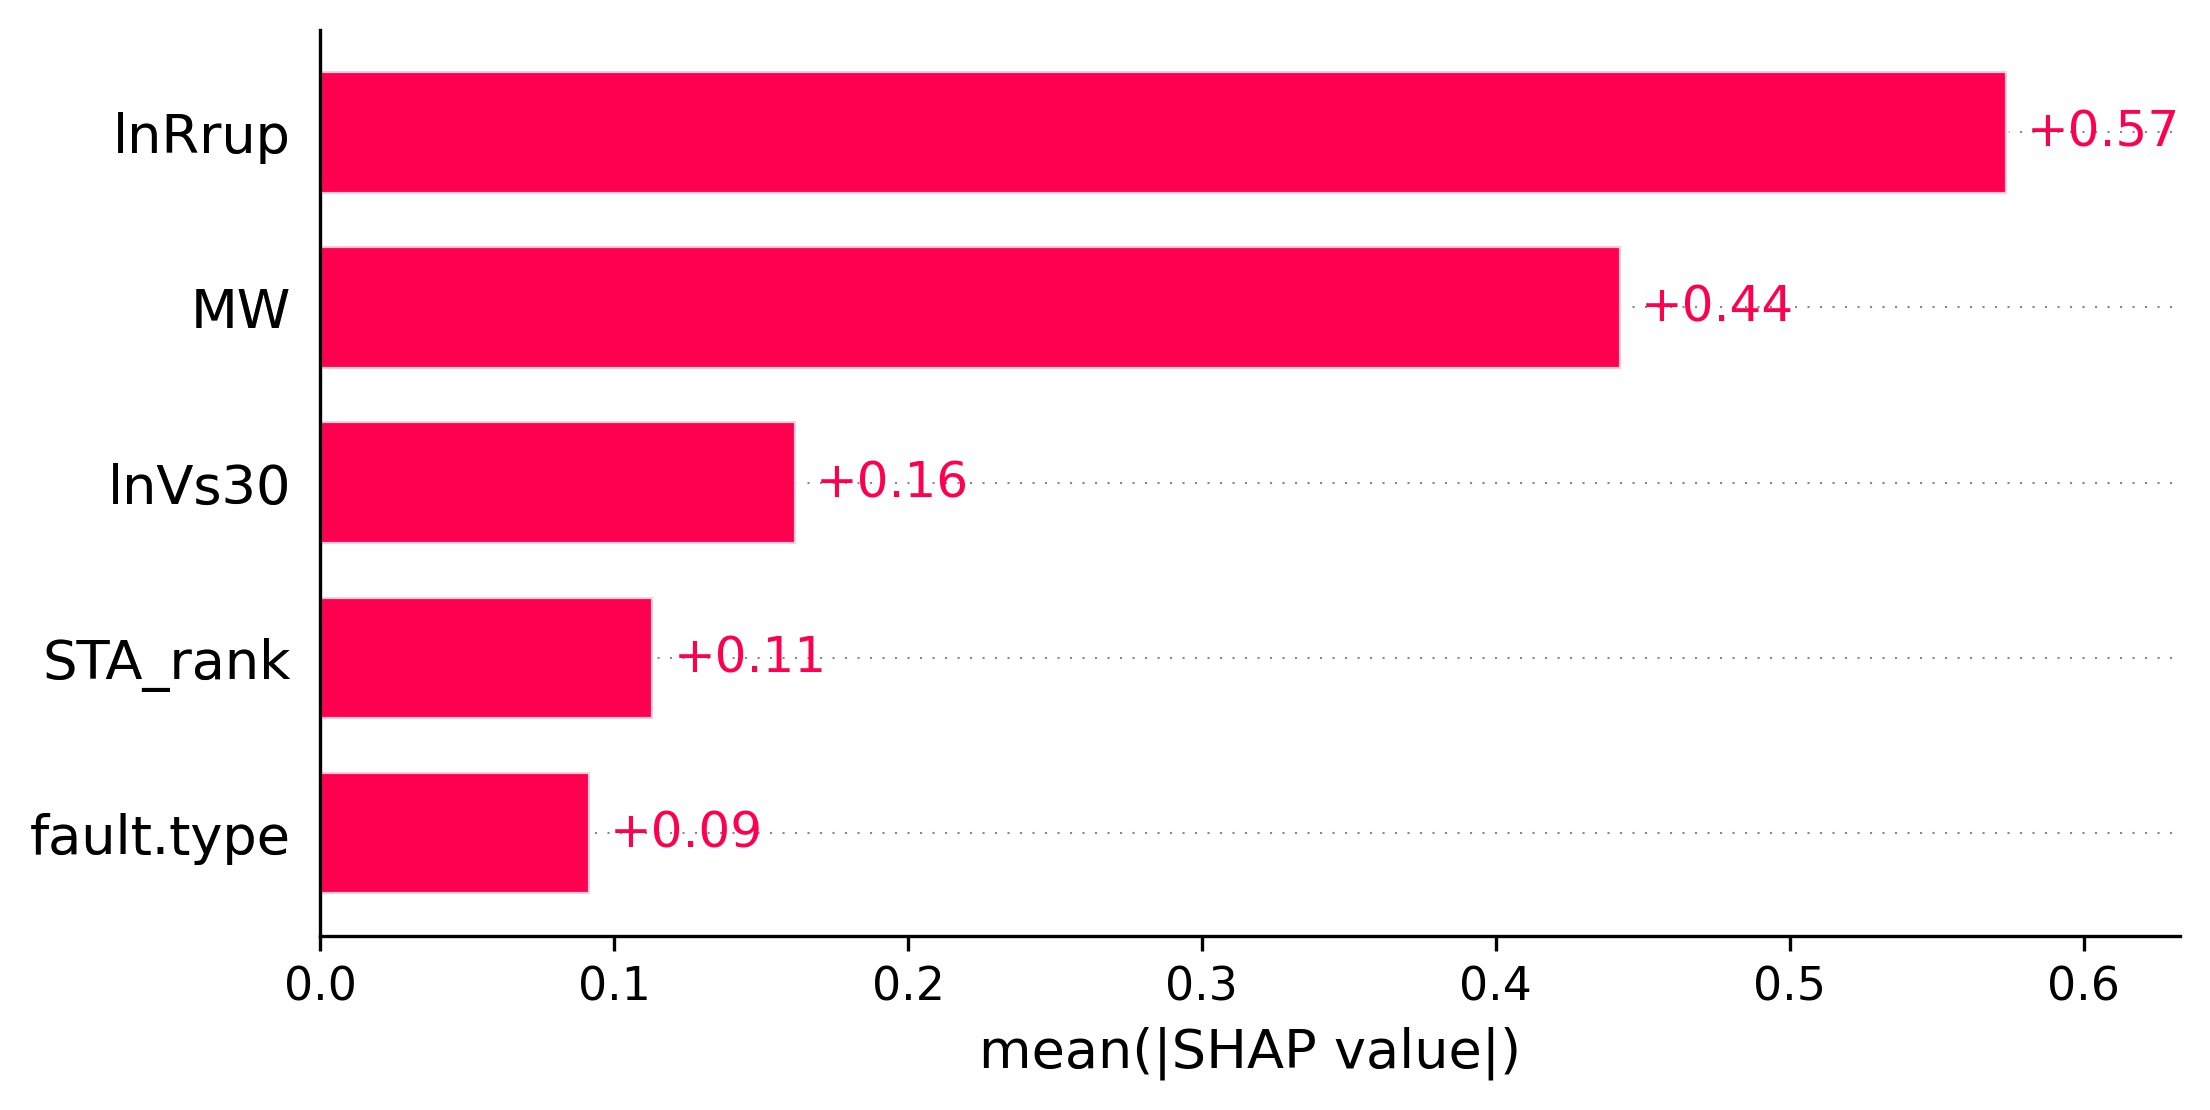 lnRrup +0.57
MW +0.44
lnVs30 +0.16
STA_rank +0.11
fault.type +0.09
0.0 0.1 0.2 0.3 0.4 0.5 0.6
mean(|SHAP value|)